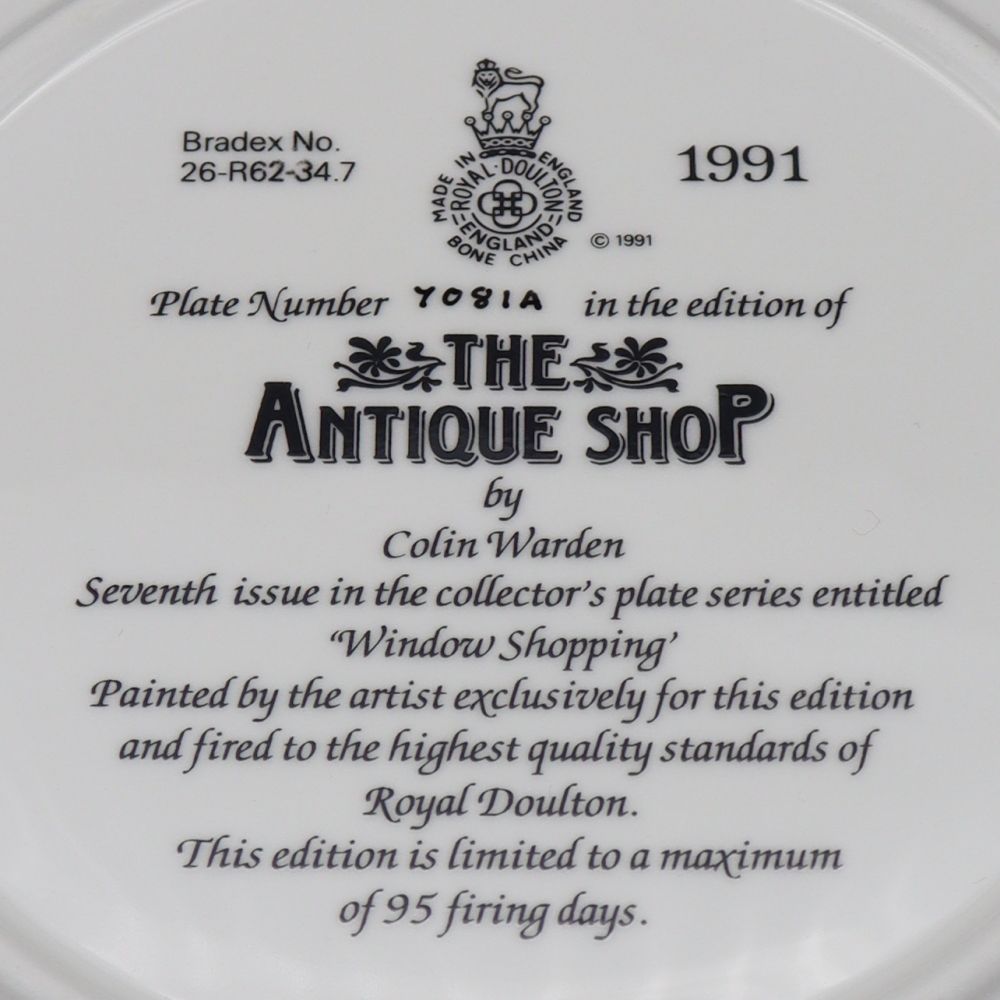 Bradex No.
26-R62-34.7
MADE IN ENGLAND
ROYAL·DOULTON
ENGLAND
BONE CHINA
© 1991
1991
Plate Number 7081A in the edition of
THE
ANTIQUE SHOP
by
Colin Warden
Seventh issue in the collector's plate series entitled
'Window Shopping'
Painted by the artist exclusively for this edition
and fired to the highest quality standards of
Royal Doulton.
This edition is limited to a maximum
of 95 firing days.